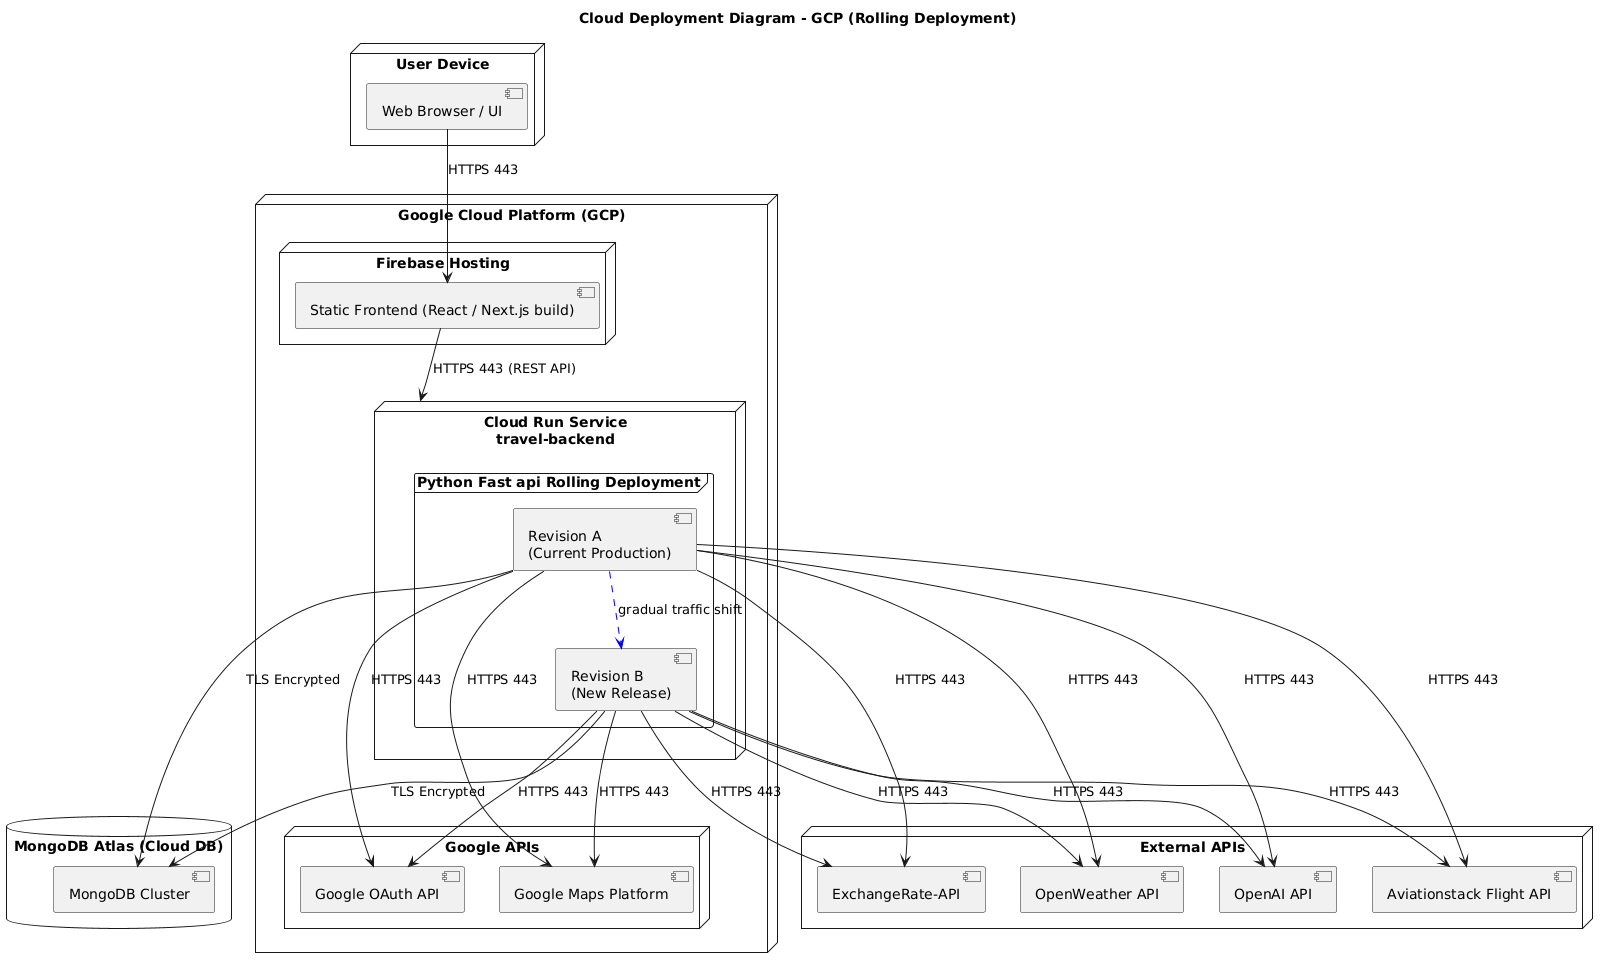 Cloud Deployment Diagram - GCP (Rolling Deployment)
User Device
Web Browser / UI
HTTPS 443
Google Cloud Platform (GCP)
Firebase Hosting
Static Frontend (React / Next.js build)
HTTPS 443 (REST API)
Cloud Run Service
travel-backend
Python Fast api Rolling Deployment
Revision A
(Current Production)
gradual traffic shift
TLS Encrypted
HTTPS 443
HTTPS 443
Revision B
(New Release)
HTTPS 443
HTTPS 443
HTTPS 443
HTTPS 443
TLS Encrypted
HTTPS 443
HTTPS 443
HTTPS 443
HTTPS 443
HTTPS 443
HTTPS 443
MongoDB Atlas (Cloud DB)
MongoDB Cluster
Google APIs
Google OAuth API
Google Maps Platform
External APIs
ExchangeRate-API
OpenWeather API
OpenAI API
Aviationstack Flight API